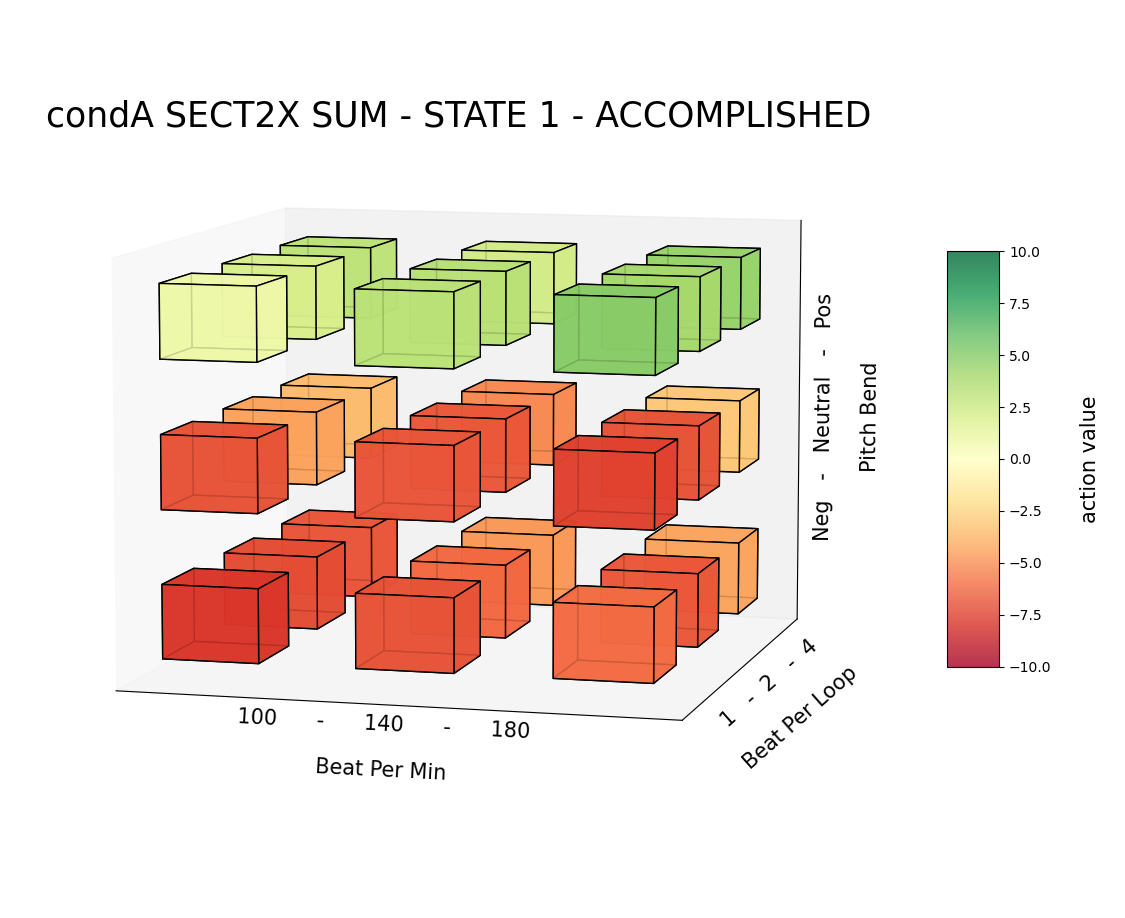 condA SECT2X SUM - STATE 1 - ACCOMPLISHED
Neg - Neutral - Pos
Pitch Bend
100 - 140 - 180
Beat Per Min
1 - 2 - 4
Beat Per Loop
10.0
7.5
5.0
2.5
0.0
−2.5
−5.0
−7.5
−10.0
action value